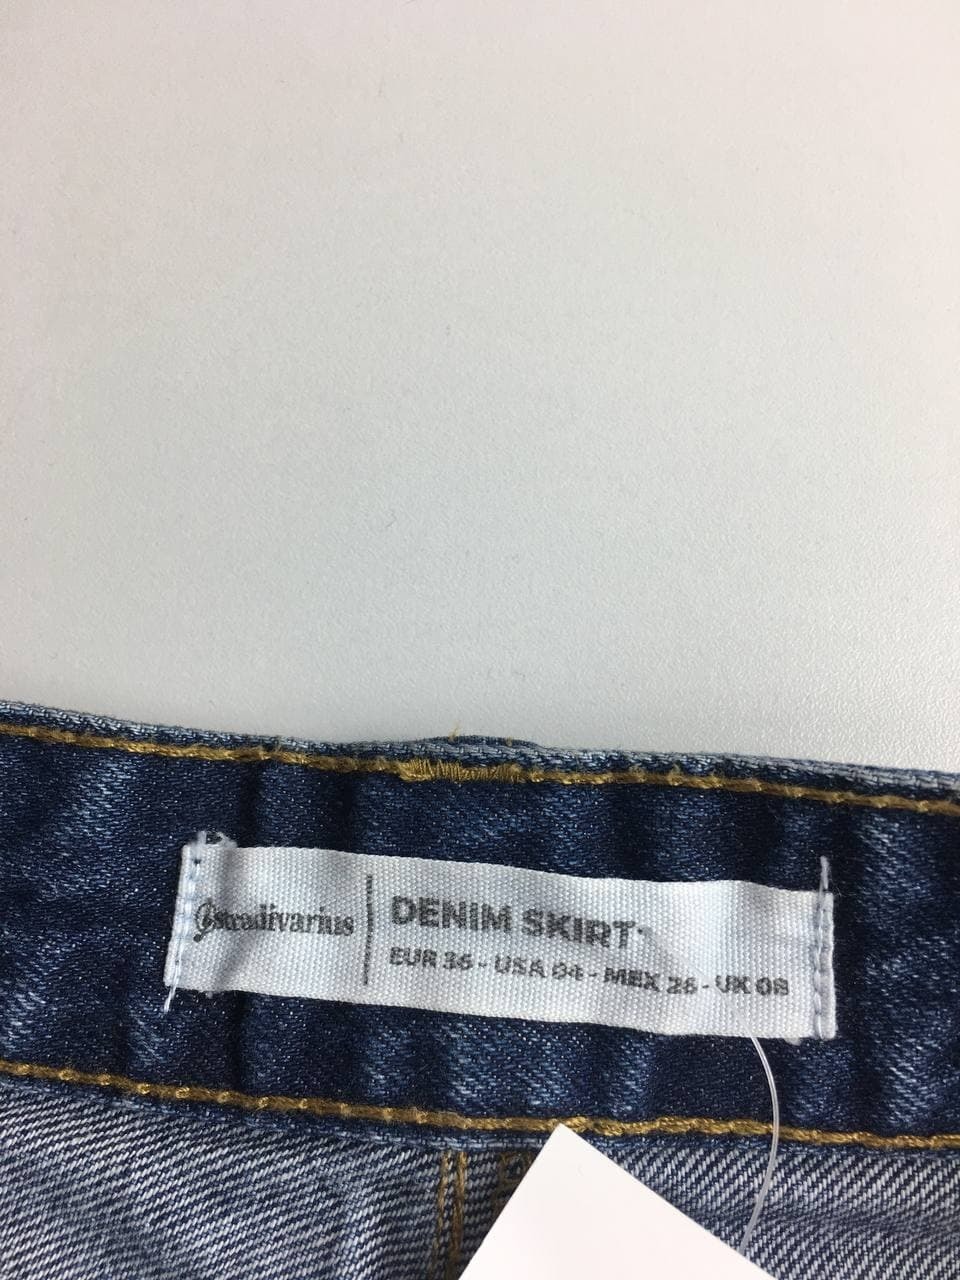 stradivarius
DENIM SKIRT
EUR 36 - USA 04 - MEX 26 - UK 08